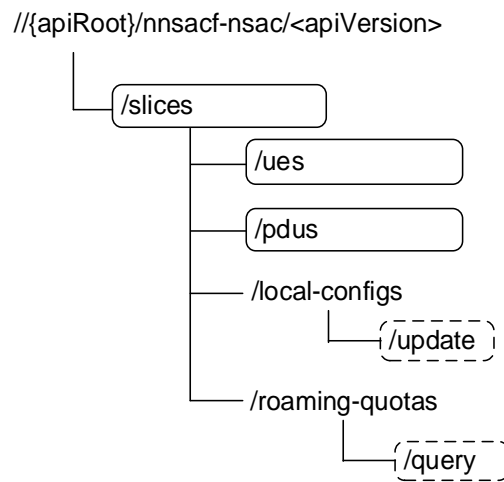 //{apiRoot}/nnsacf-nsac/<apiVersion>
/slices
/ues
/pdus
/local-configs
/update
/roaming-quotas
/query